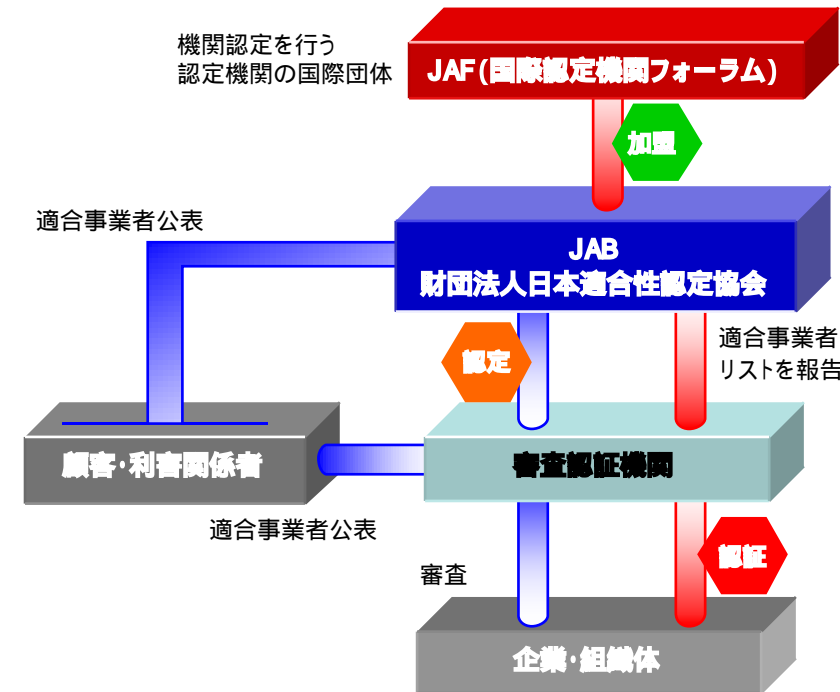 機関認定を行う
認定機関の国際団体
JAF(国際認定機関フォーラム)
加盟
適合事業者公表
JAB
財団法人日本適合性認定協会
認定
適合事業者
リストを報告
顧客・利害関係者
審査認証機関
適合事業者公表
認証
審査
企業・組織体